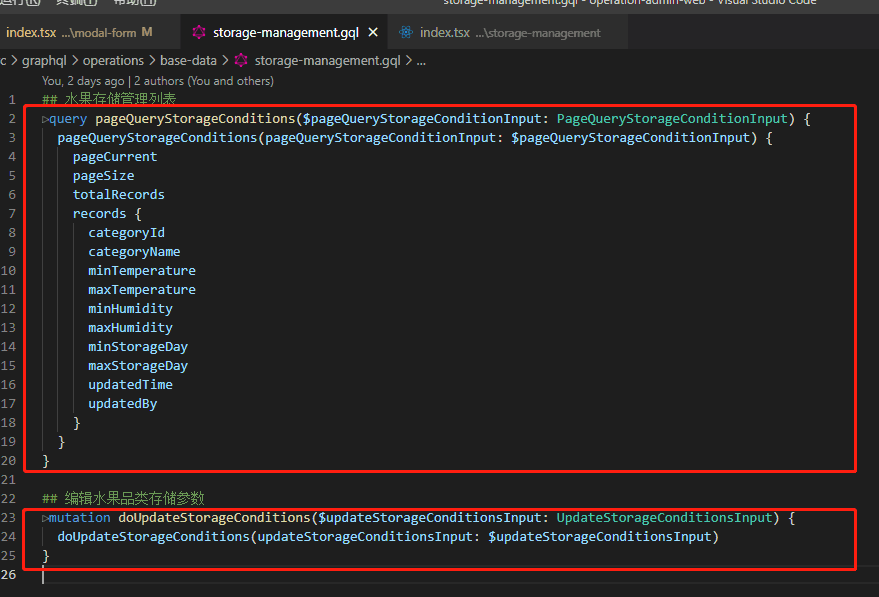 运行(R) 终端(T) 帮助(H)
storage-management.gql - operation-admin-web - Visual Studio Code
index.tsx ...\modal-form M
storage-management.gql ×
index.tsx ...\storage-management
c > graphql > operations > base-data > storage-management.gql > ...
You, 2 days ago | 2 authors (You and others)
1 ## 水果存储管理列表
2 ▷query pageQueryStorageConditions($pageQueryStorageConditionInput: PageQueryStorageConditionInput) {
3 pageQueryStorageConditions(pageQueryStorageConditionInput: $pageQueryStorageConditionInput) {
4 pageCurrent
5 pageSize
6 totalRecords
7 records {
8 categoryId
9 categoryName
10 minTemperature
11 maxTemperature
12 minHumidity
13 maxHumidity
14 minStorageDay
15 maxStorageDay
16 updatedTime
17 updatedBy
18 }
19 }
20 }
21
22 ## 编辑水果品类存储参数
23 ▷mutation doUpdateStorageConditions($updateStorageConditionsInput: UpdateStorageConditionsInput) {
24 doUpdateStorageConditions(updateStorageConditionsInput: $updateStorageConditionsInput)
25 }
26